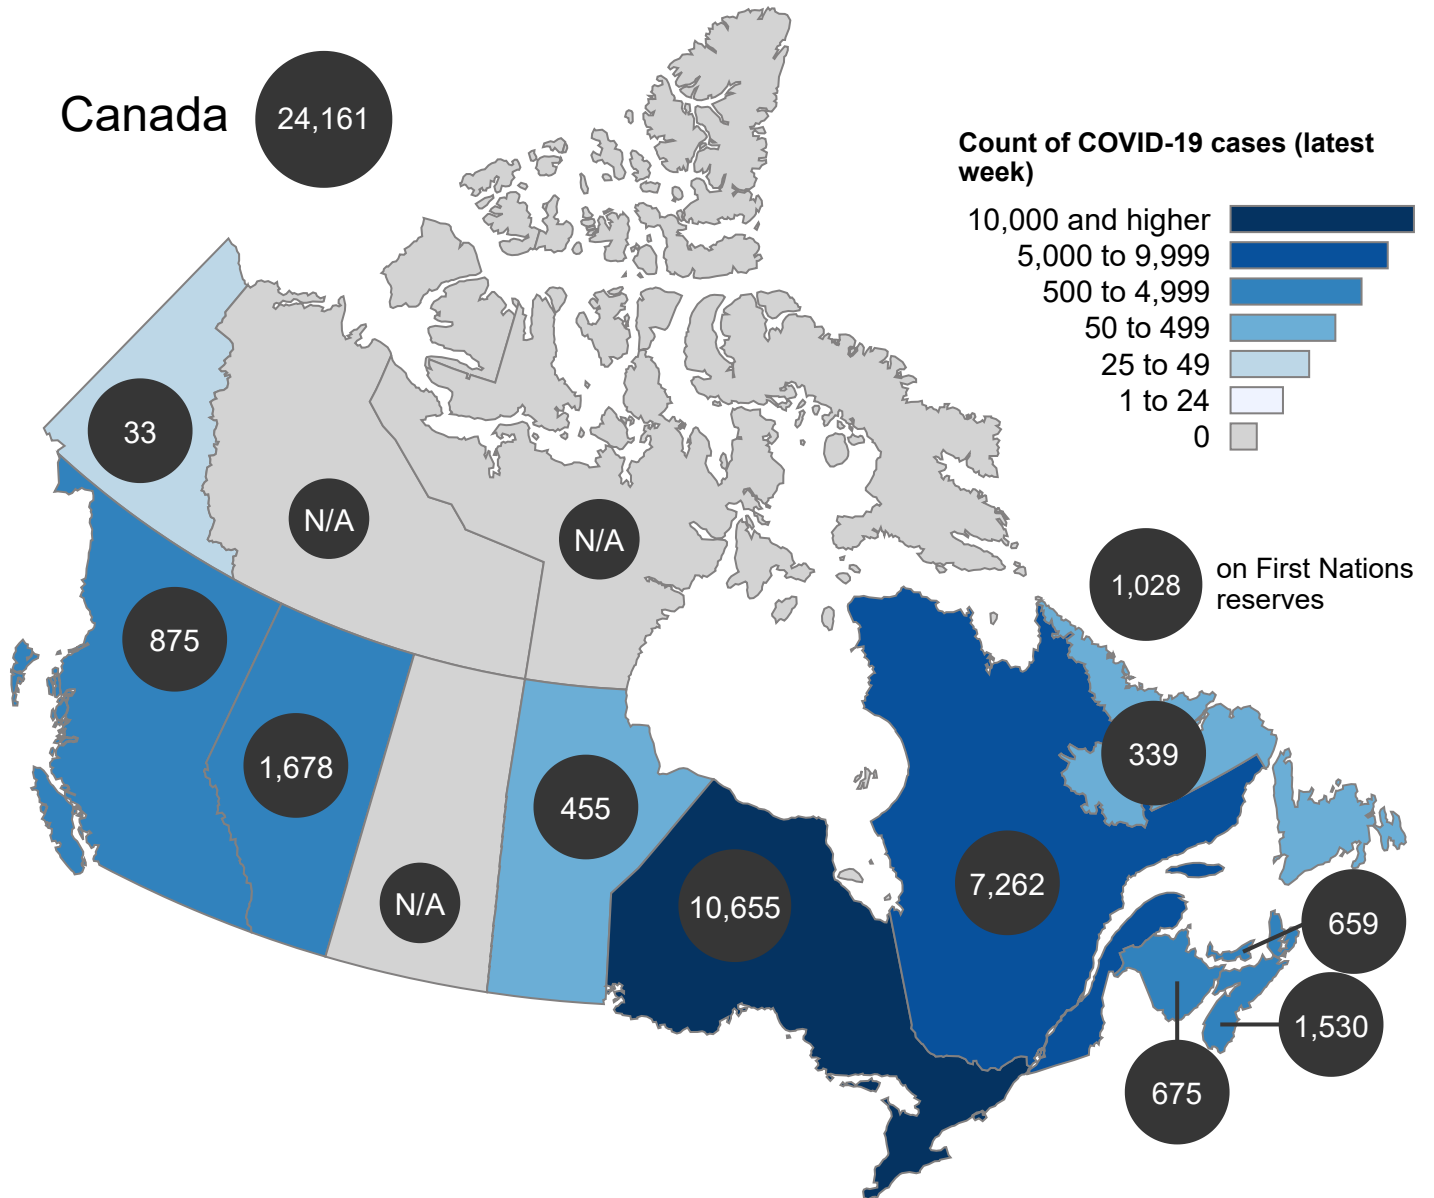 Canada
24,161
Count of COVID-19 cases (latest
week)
10,000 and higher
5,000 to 9,999
500 to 4,999
50 to 499
25 to 49
1 to 24
0
33
N/A
N/A
1,028
on First Nations
reserves
875
1,678
339
455
N/A
10,655
7,262
659
1,530
675